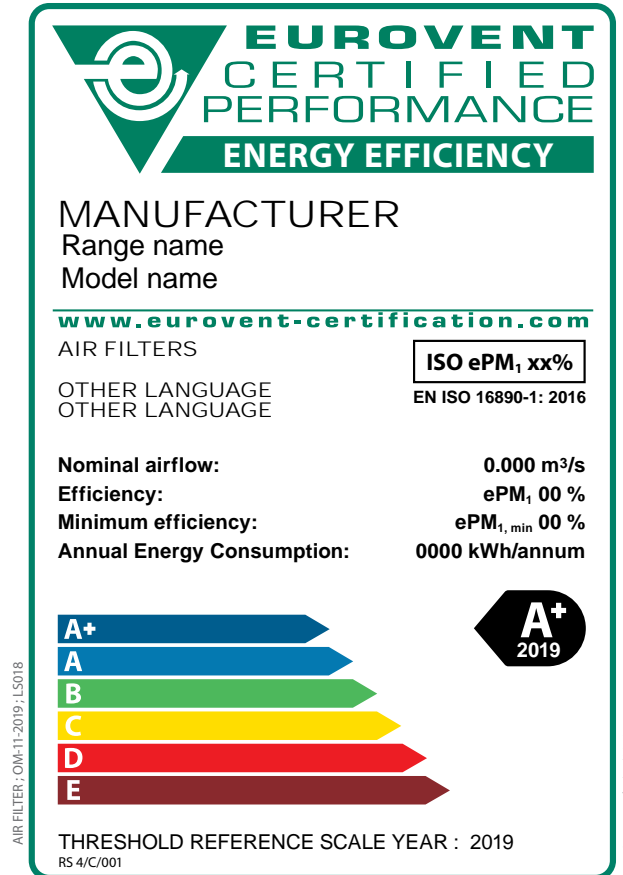 EUROVENT
CERTIFIED
PERFORMANCE
ENERGY EFFICIENCY
MANUFACTURER
Range name
Model name
www.eurovent-certification.com
AIR FILTERS
ISO ePM₁ xx%
EN ISO 16890-1: 2016
OTHER LANGUAGE
OTHER LANGUAGE
Nominal airflow: 0.000 m³/s
Efficiency: ePM₁ 00 %
Minimum efficiency: ePM₁, min 00 %
Annual Energy Consumption: 0000 kWh/annum
A+
A
B
C
D
E
A+
2019
THRESHOLD REFERENCE SCALE YEAR : 2019
RS 4/C/001
AIR FILTER ; OM-11-2019 ; LS018